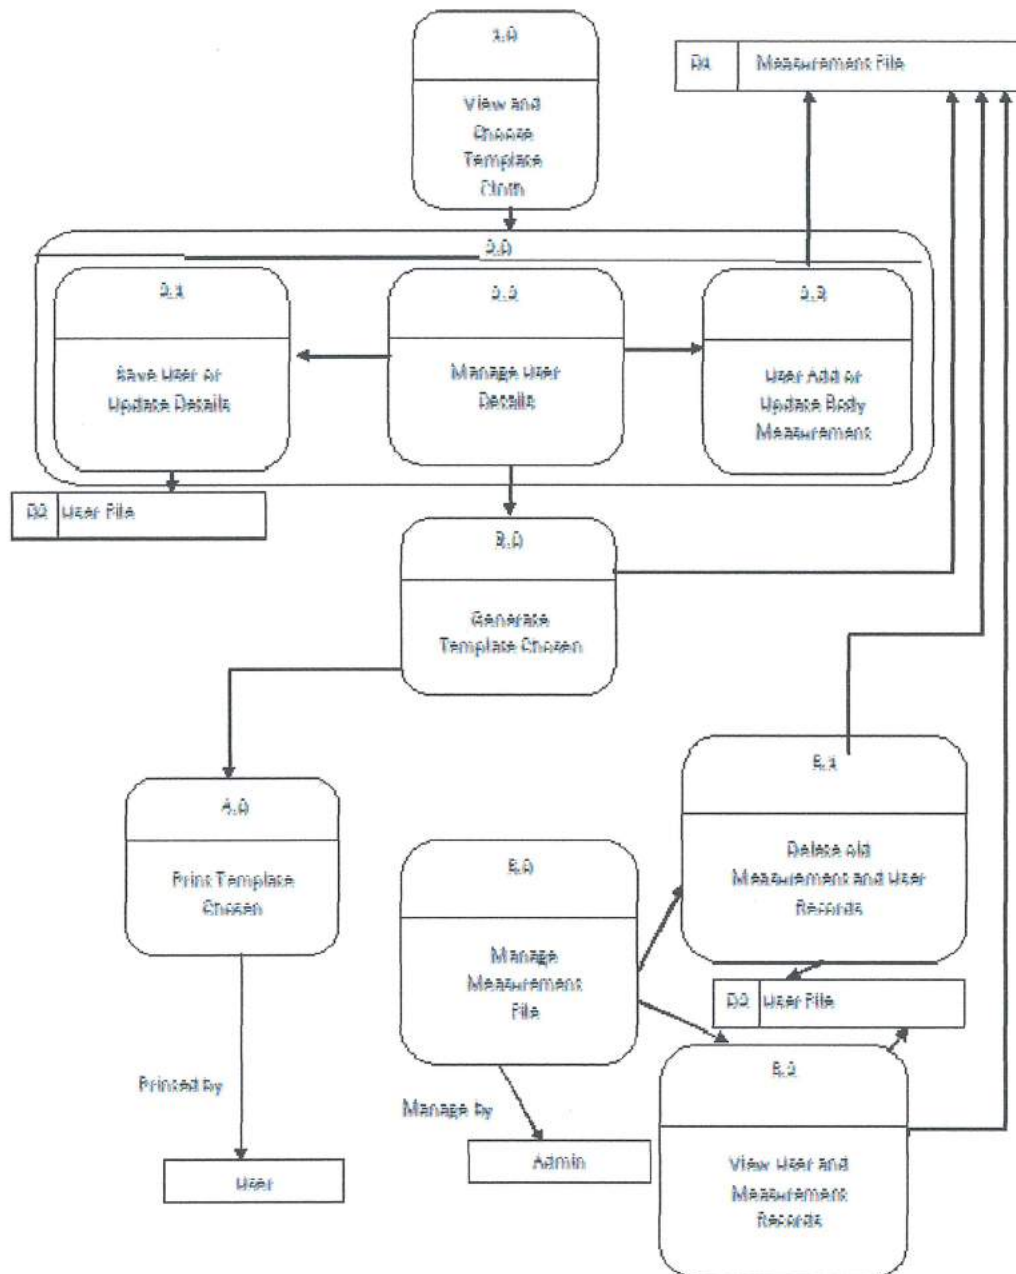 1.0
View and
Choose
Template
Cloth
D1 Measurement File
2.0
2.1
Save User or
Update Details
2.2
Manage User
Details
2.3
User Add or
Update Body
Measurement
D2 User File
3.0
Generate
Template Chosen
4.0
Print Template
Chosen
5.0
Manage
Measurement
File
5.1
Delete old
Measurement and User
Records
D2 User File
5.2
View User and
Measurement
Records
Printed by
User
Manage by
Admin